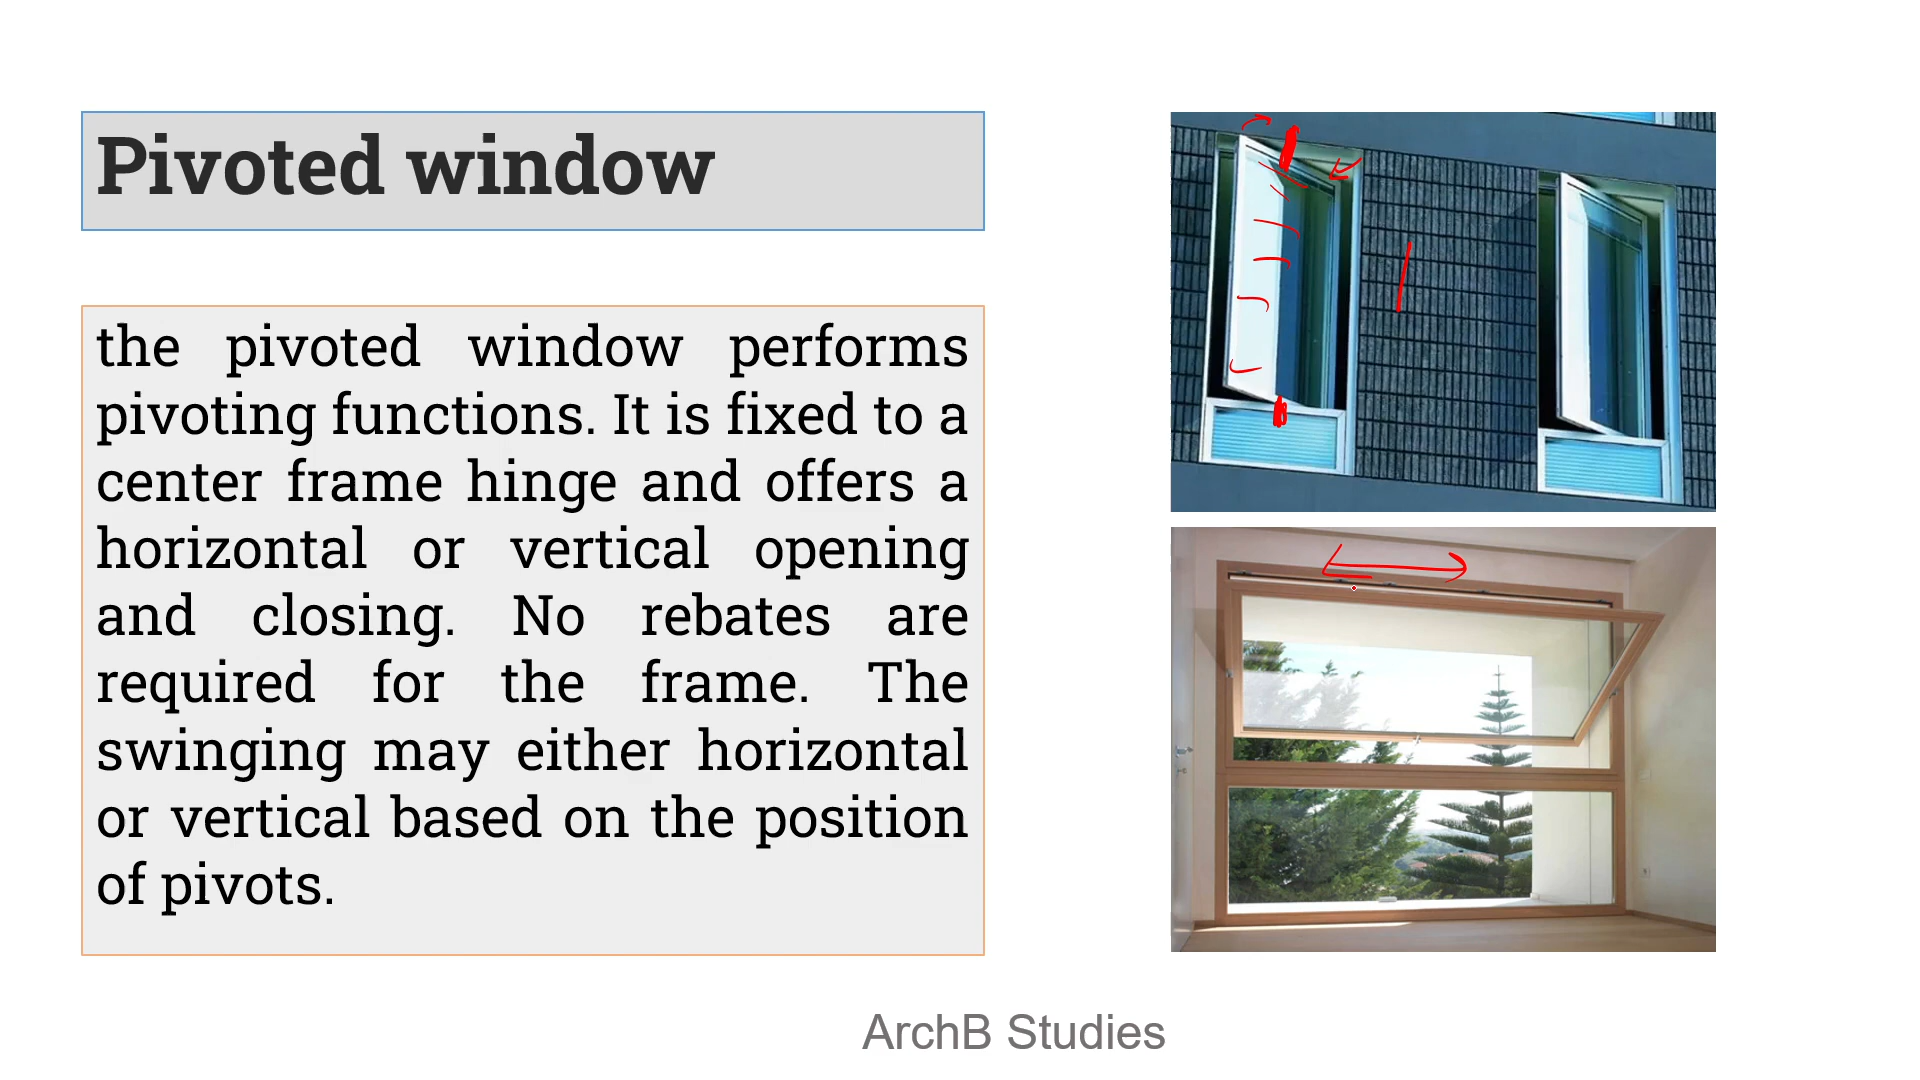 Pivoted window
the pivoted window performs
pivoting functions. It is fixed to a
center frame hinge and offers a
horizontal or vertical opening
and closing. No rebates are
required for the frame. The
swinging may either horizontal
or vertical based on the position
of pivots.
ArchB Studies